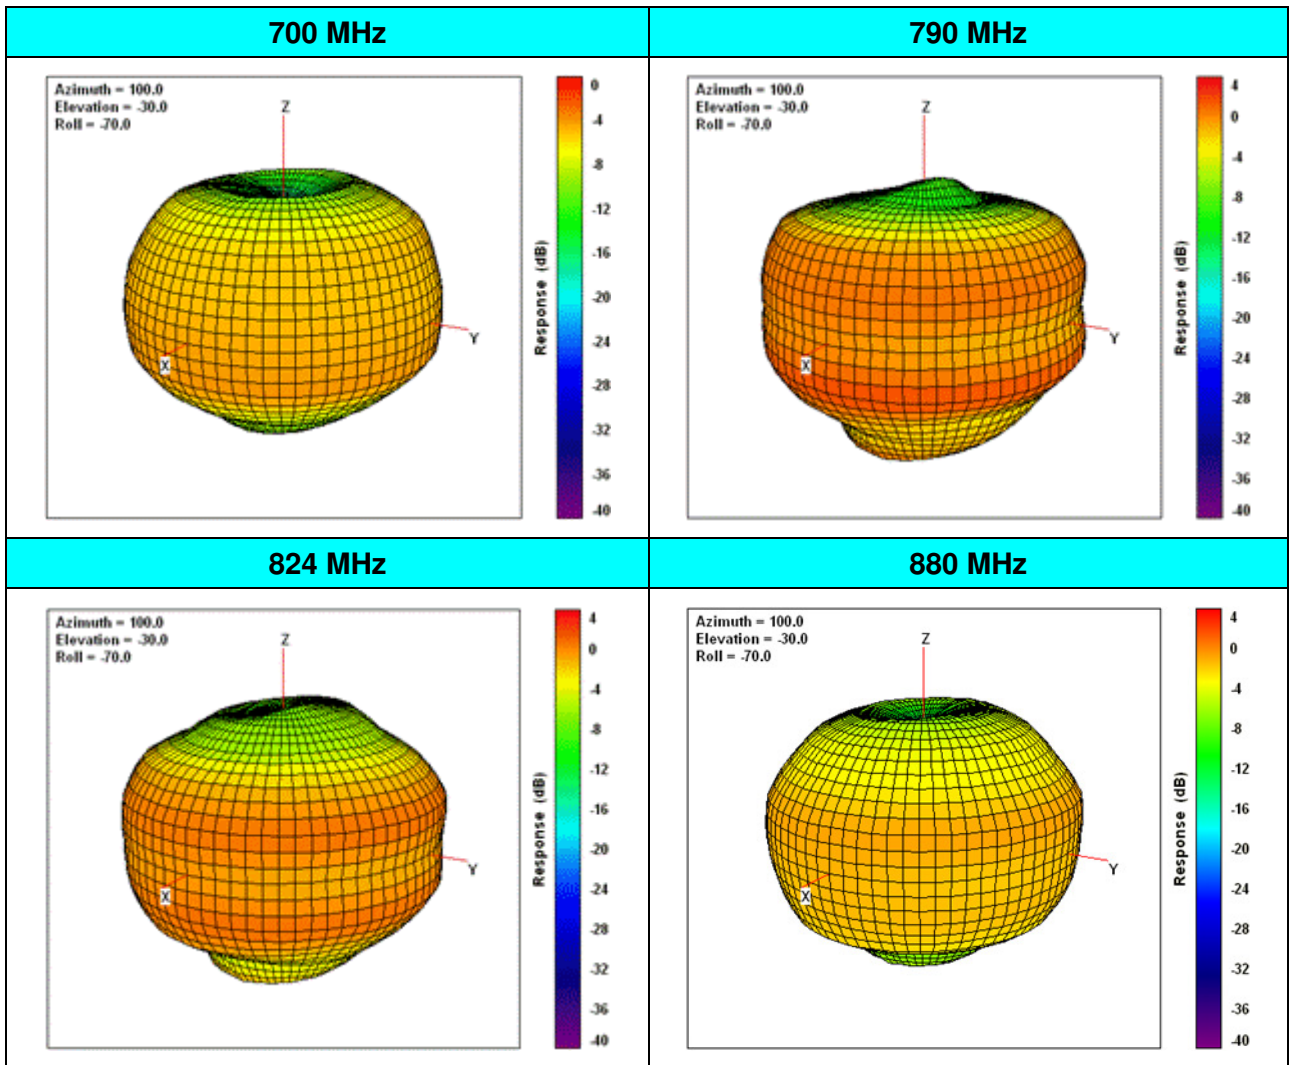 700 MHz
790 MHz
Azimuth = 100.0
Elevation = -30.0
Roll = -70.0
Z
Y
X
0
-4
-8
-12
-16
-20
-24
-28
-32
-36
-40
Response (dB)
Azimuth = 100.0
Elevation = -30.0
Roll = -70.0
Z
Y
X
4
0
-4
-8
-12
-16
-20
-24
-28
-32
-36
-40
Response (dB)
824 MHz
880 MHz
Azimuth = 100.0
Elevation = -30.0
Roll = -70.0
Z
Y
X
4
0
-4
-8
-12
-16
-20
-24
-28
-32
-36
-40
Response (dB)
Azimuth = 100.0
Elevation = -30.0
Roll = -70.0
Z
Y
X
4
0
-4
-8
-12
-16
-20
-24
-28
-32
-36
-40
Response (dB)